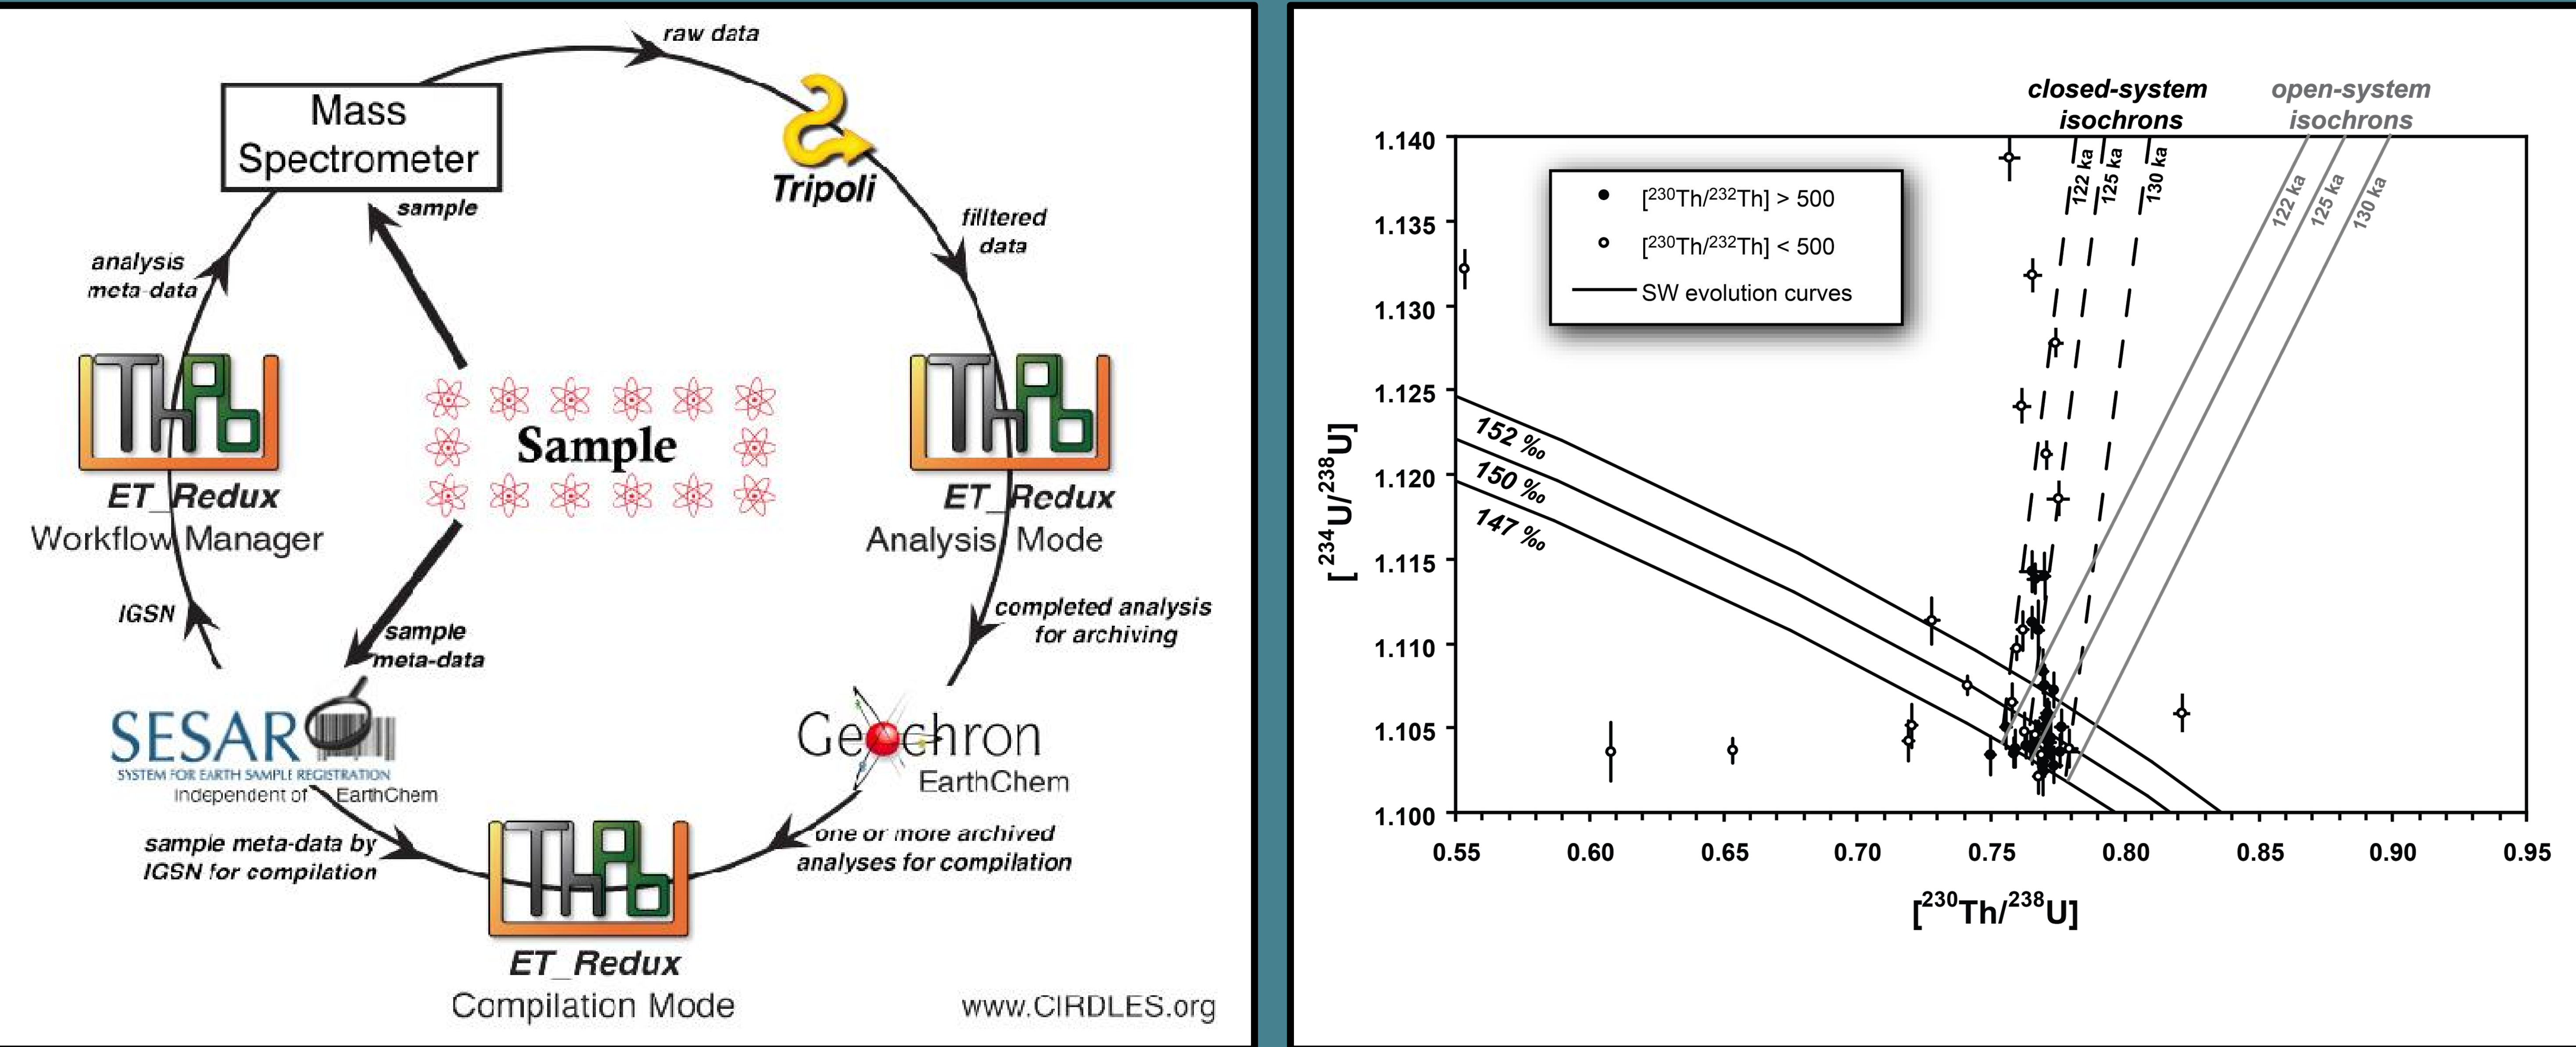 raw data
Mass
Spectrometer
Tripoli
sample
filltered
data
analysis
meta-data
ThPb
ET_Redux
Workflow Manager
Sample
ThPb
ET_Redux
Analysis Mode
IGSN
sample
meta-data
completed analysis
for archiving
SESAR
SYSTEM FOR EARTH SAMPLE REGISTRATION
Independent of EarthChem
Geochron
EarthChem
sample meta-data by
IGSN for compilation
one or more archived
analyses for compilation
ThPb
ET_Redux
Compilation Mode
www.CIRDLES.org
closed-system
isochrons
open-system
isochrons
122 ka
125 ka
130 ka
122 ka
125 ka
130 ka
[²³⁰Th/²³²Th] > 500
[²³⁰Th/²³²Th] < 500
SW evolution curves
152 ‰
150 ‰
147 ‰
[²³⁴U/²³⁸U]
1.140
1.135
1.130
1.125
1.120
1.115
1.110
1.105
1.100
0.55 0.60 0.65 0.70 0.75 0.80 0.85 0.90 0.95
[²³⁰Th/²³⁸U]